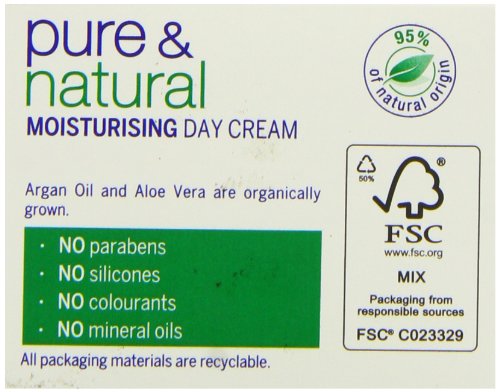 pure &
natural
MOISTURISING DAY CREAM
95%
of natural origin
Argan Oil and Aloe Vera are organically
grown.
· NO parabens
· NO silicones
· NO colourants
· NO mineral oils
All packaging materials are recyclable.
50%
®
FSC
www.fsc.org
MIX
Packaging from
responsible sources
FSC® C023329